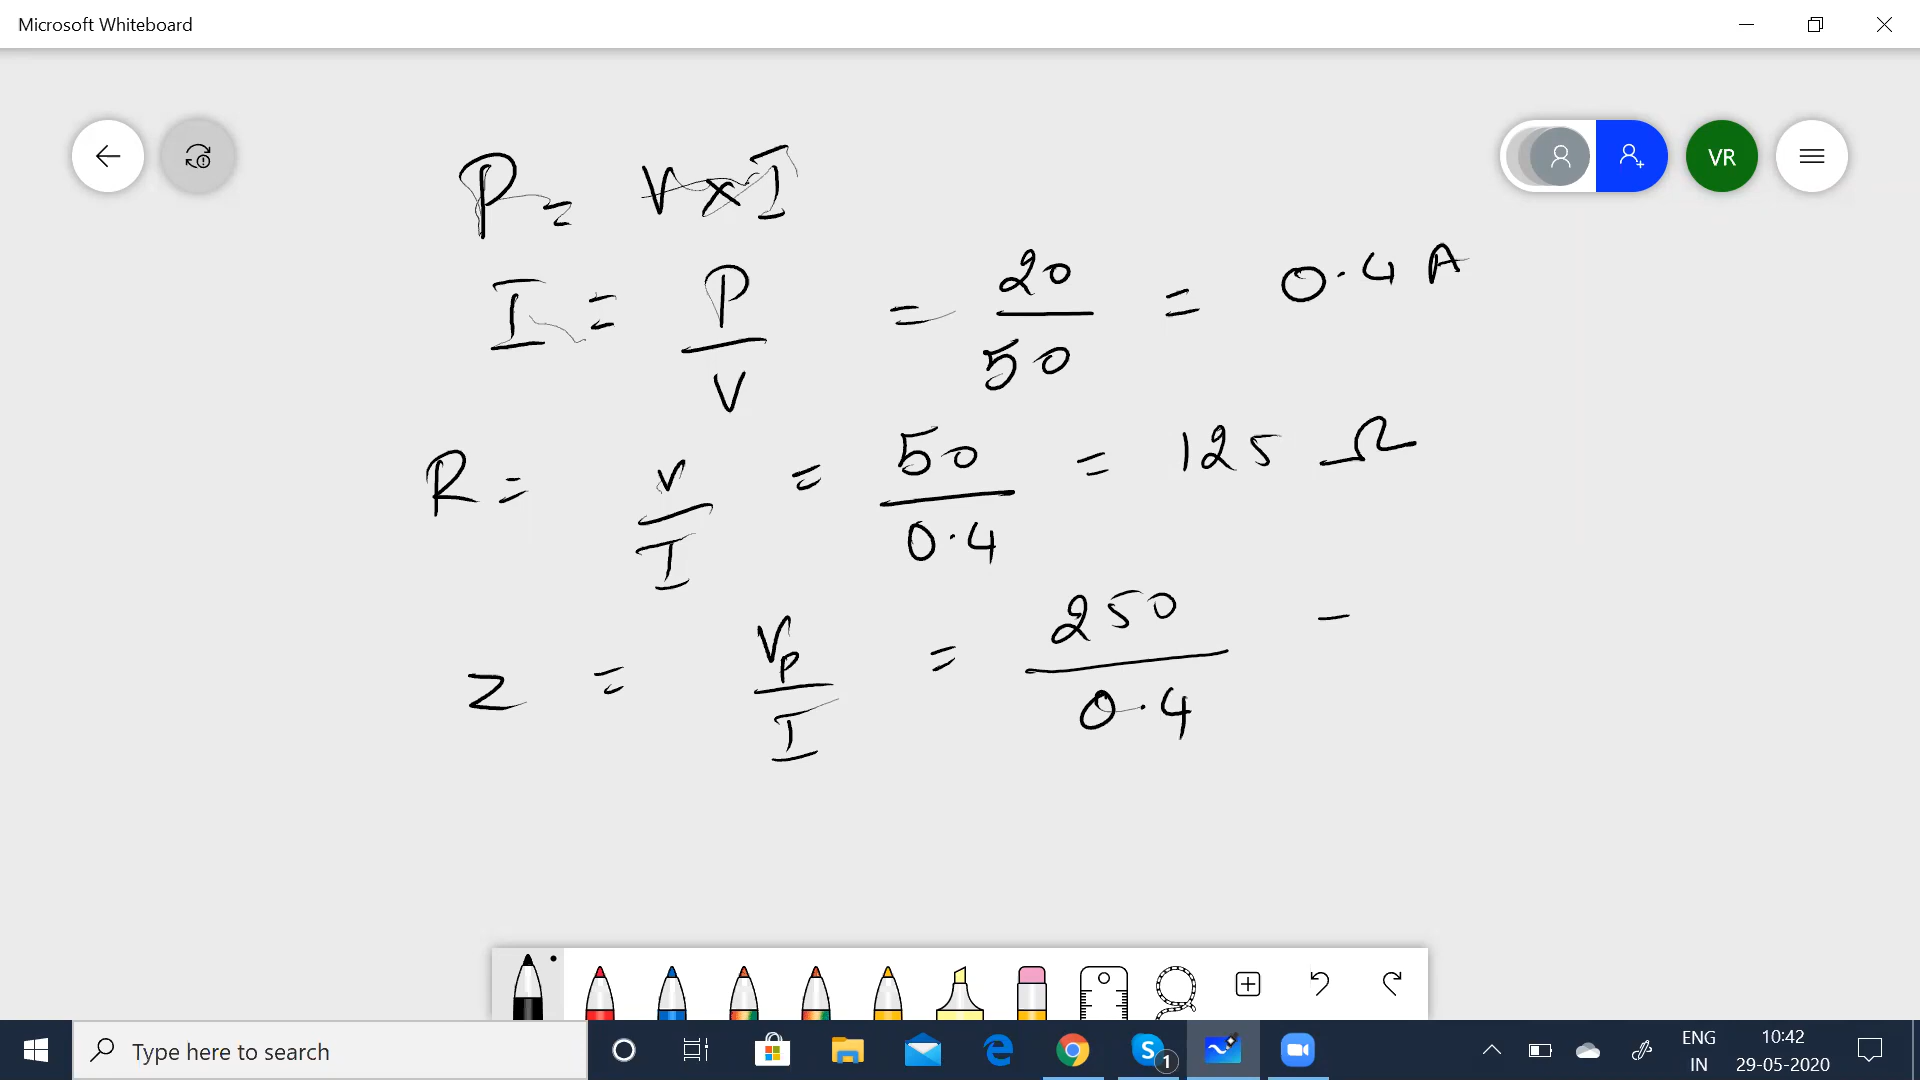 Microsoft Whiteboard
VR
P = V × I
I = P/V = 20/50 = 0.4 A
R = V/I = 50/0.4 = 125 Ω
Z = Vp/I = 250/0.4 -
Type here to search
1
ENG
IN
10:42
29-05-2020